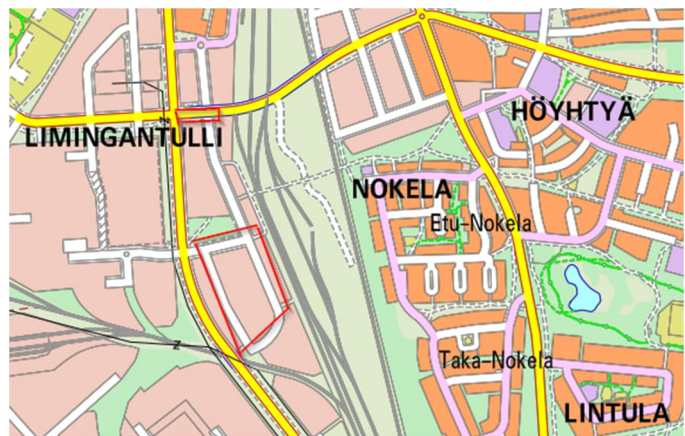 HÖYHTYÄ
LIMINGANTULLI
NOKELA
Etu-Nokela
Taka-Nokela
LINTULA
z
z